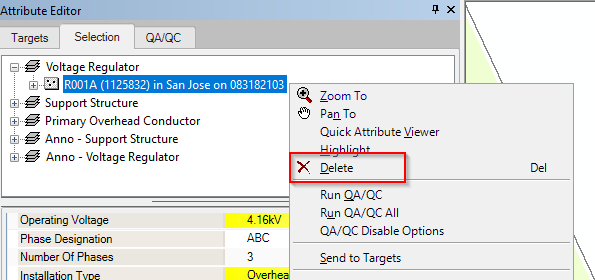 Attribute Editor
Targets Selection QA/QC
Voltage Regulator
R001A (1125832) in San Jose on 083182103
Support Structure
Primary Overhead Conductor
Anno - Support Structure
Anno - Voltage Regulator
Zoom To
Pan To
Quick Attribute Viewer
Highlight
Delete Del
Run QA/QC
Run QA/QC All
QA/QC Disable Options
Send to Targets
Operating Voltage 4.16kV
Phase Designation ABC
Number Of Phases 3
Installation Type Overhe